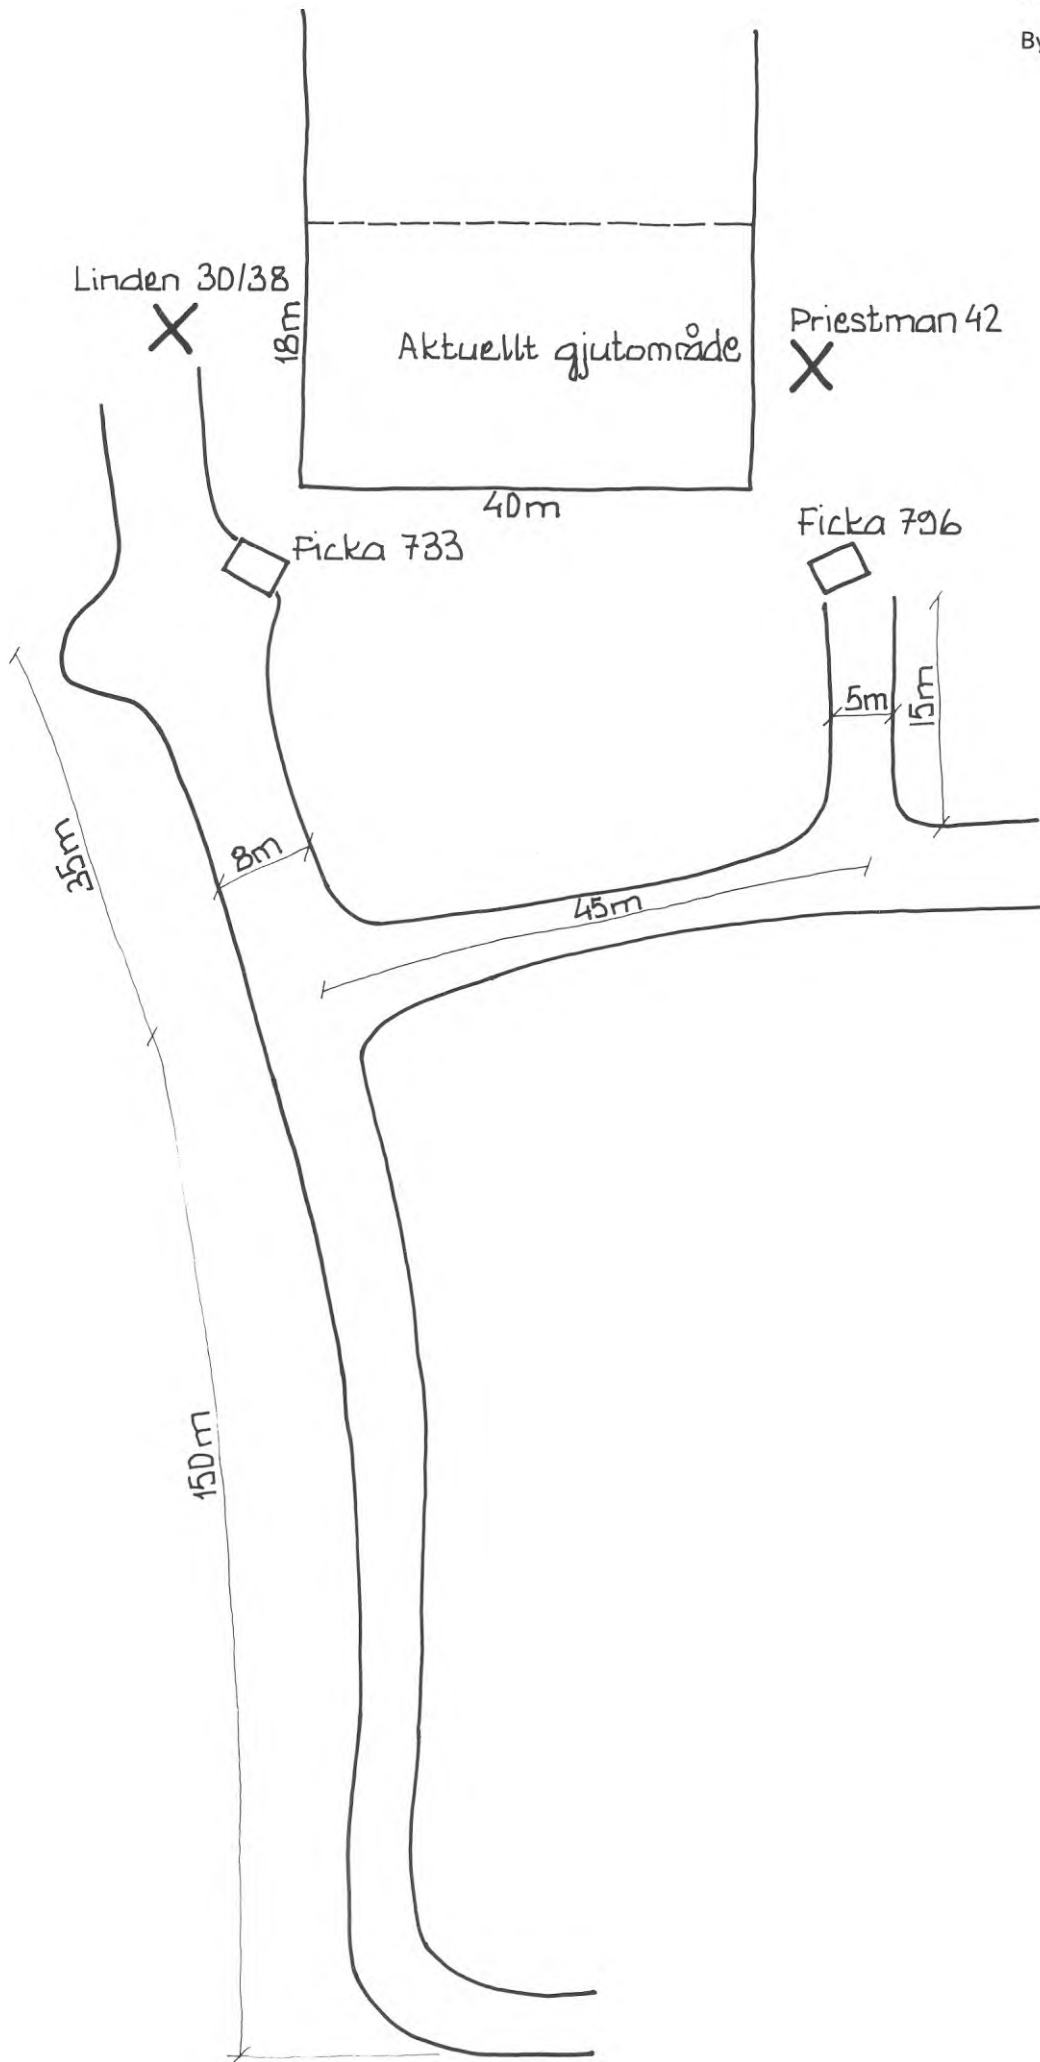 By
Linden 30/38
18m
Aktuellt gjutområde
Priestman 42
40m
Ficka 733
Ficka 796
5m
15m
35m
8m
45m
150m